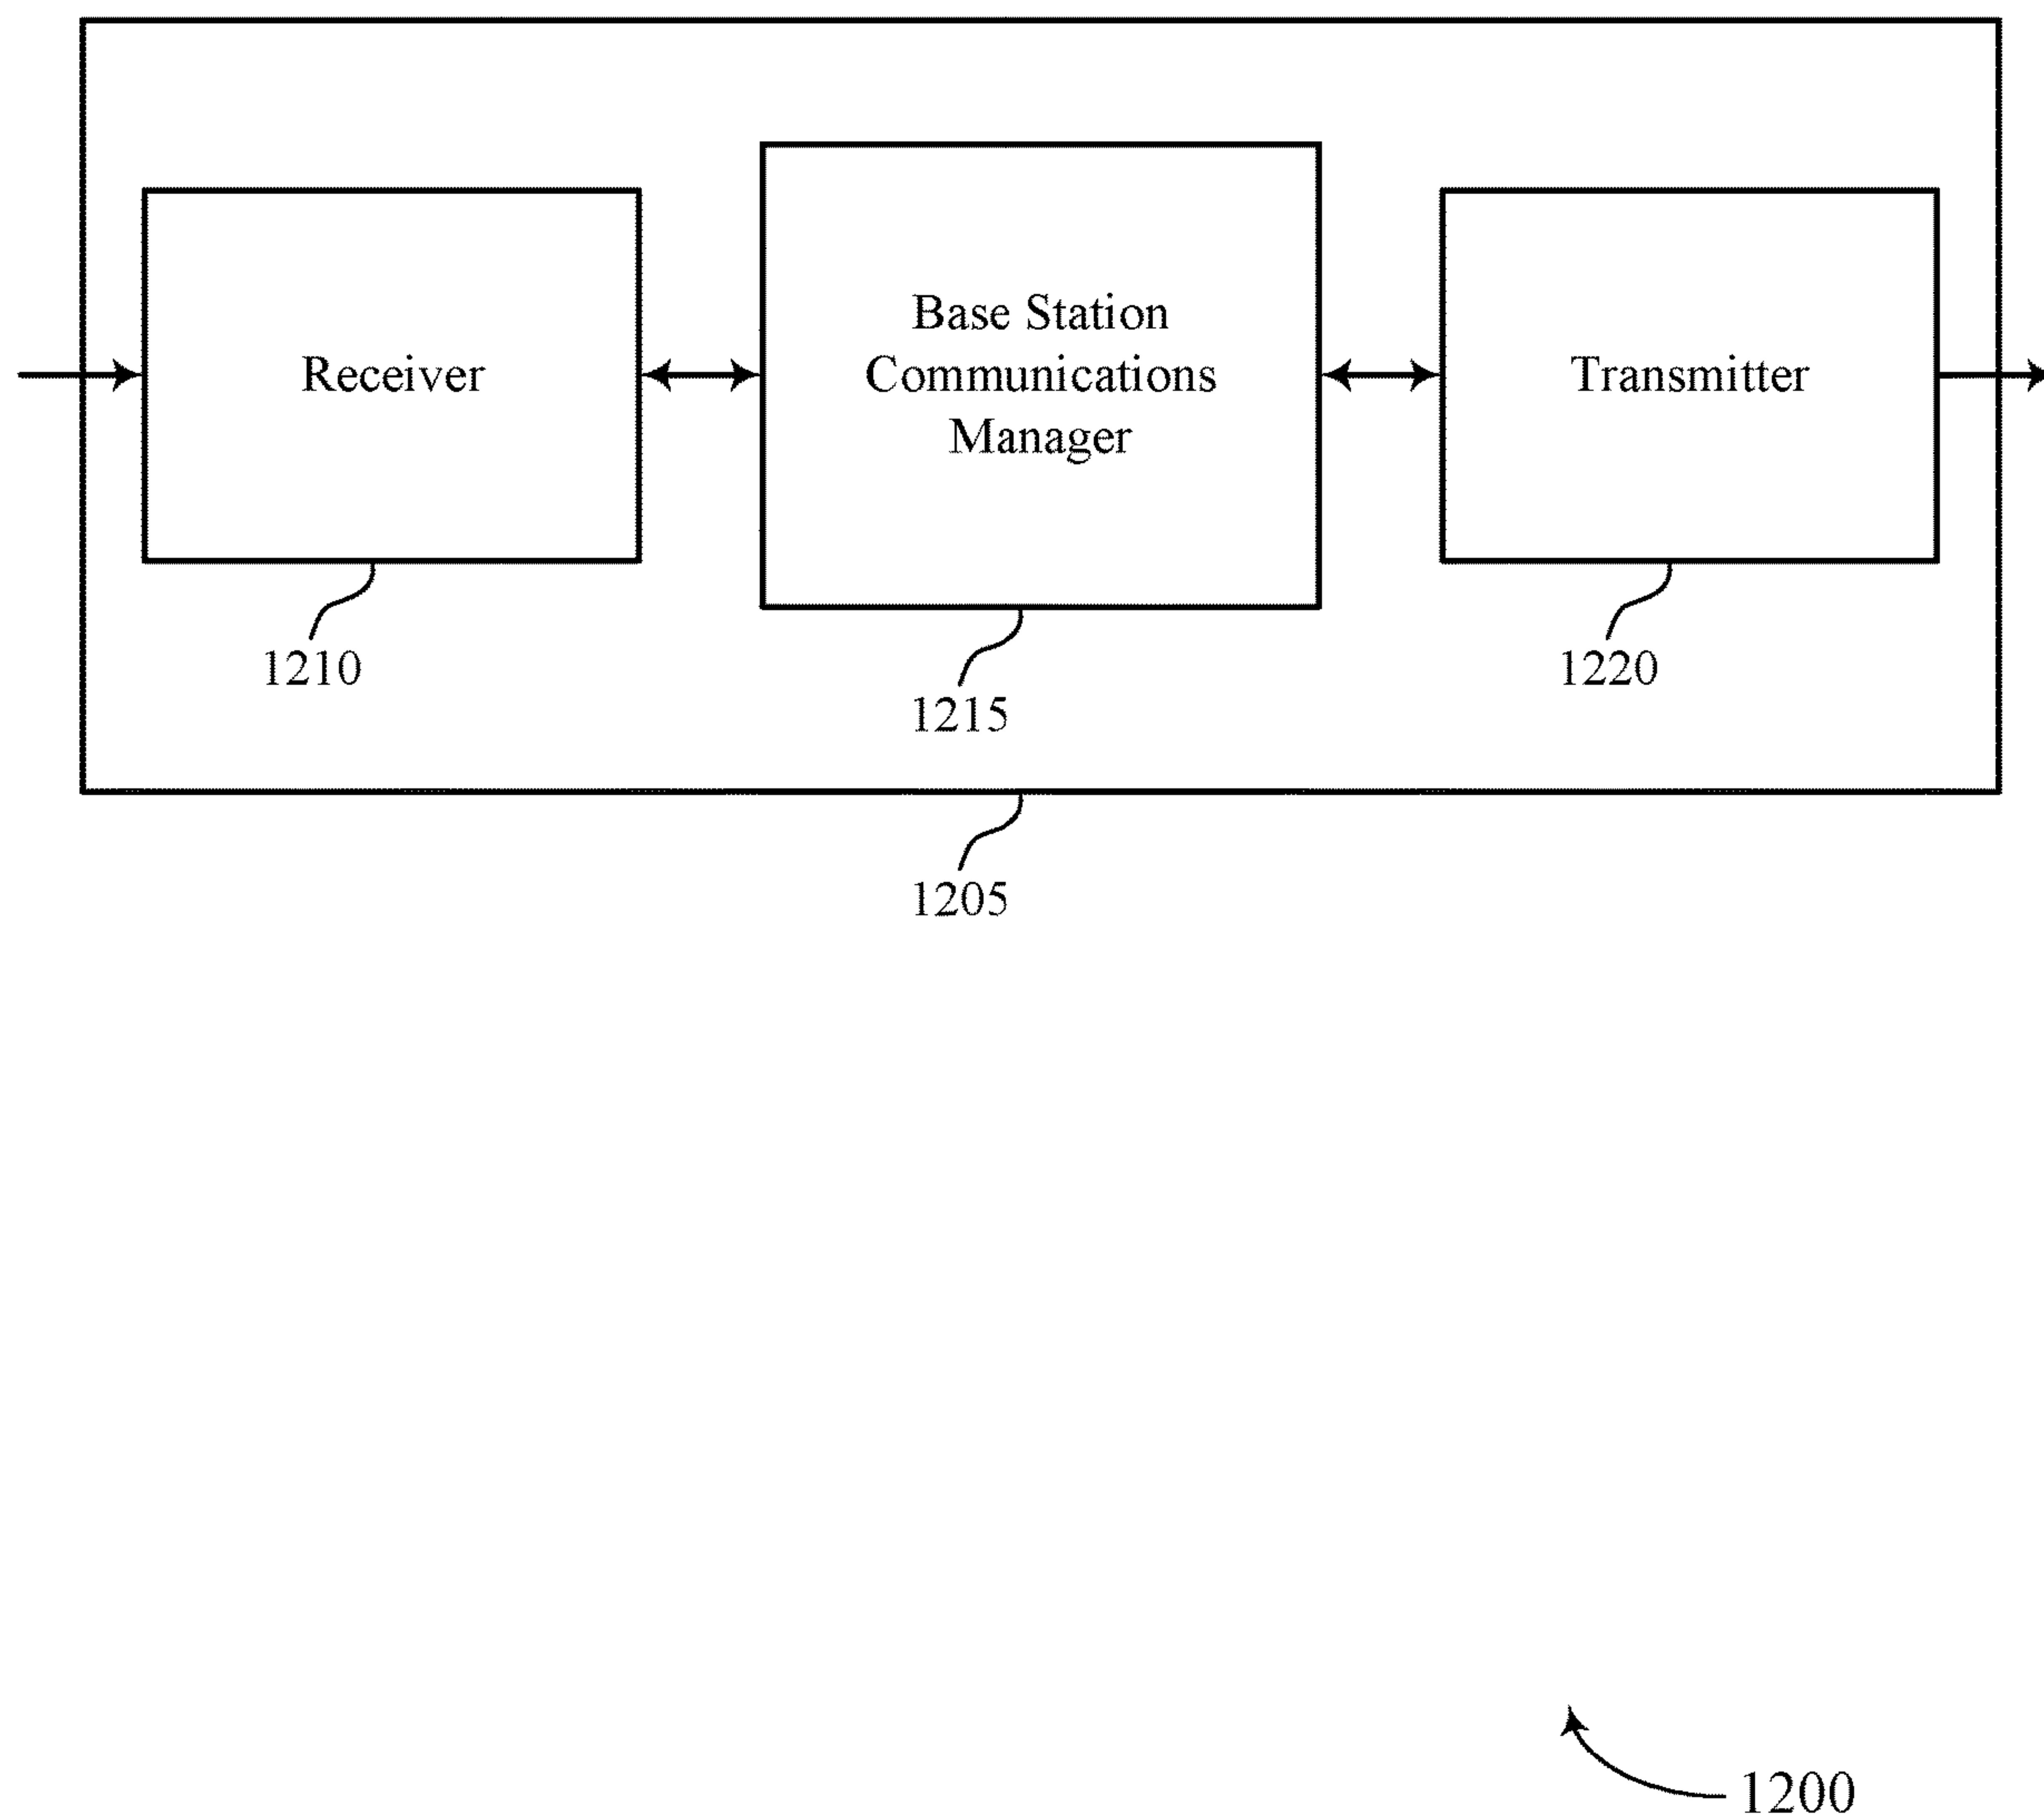 Receiver
Base Station
Communications
Manager
Transmitter
1210
1215
1220
1205
1200